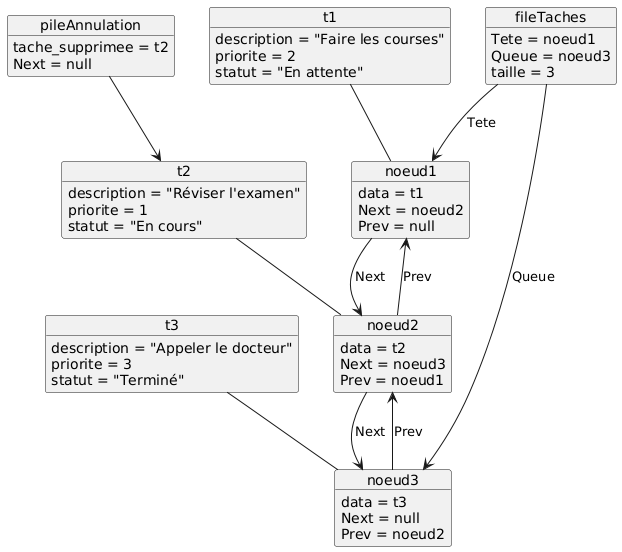 pileAnnulation
tache_supprimee = t2
Next = null
t1
description = "Faire les courses"
priorite = 2
statut = "En attente"
fileTaches
Tete = noeud1
Queue = noeud3
taille = 3
Tete
t2
description = "Réviser l'examen"
priorite = 1
statut = "En cours"
noeud1
data = t1
Next = noeud2
Prev = null
Next
Prev
Queue
t3
description = "Appeler le docteur"
priorite = 3
statut = "Terminé"
noeud2
data = t2
Next = noeud3
Prev = noeud1
Next
Prev
noeud3
data = t3
Next = null
Prev = noeud2